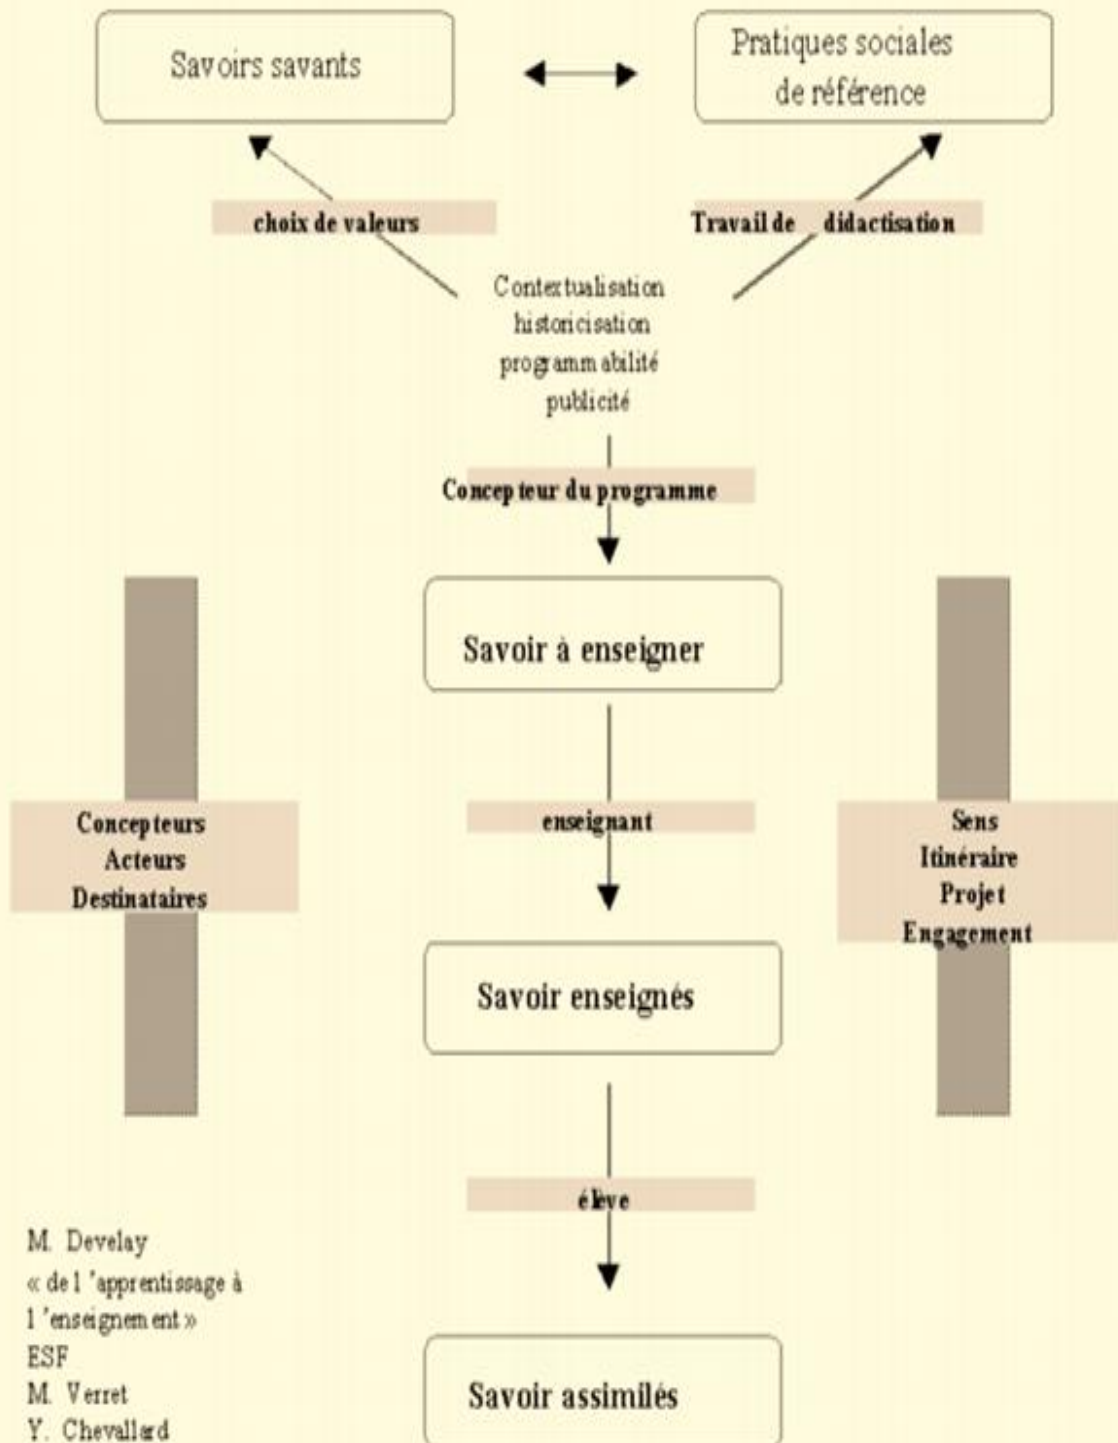 Savoirs savants
Pratiques sociales
de référence
choix de valeurs
Travail de didactisation
Contextualisation
historicisation
programmabilité
publicité
Concepteur du programme
Savoir à enseigner
enseignant
Concepteurs
Acteurs
Destinataires
Sens
Itinéraire
Projet
Engagement
Savoir enseignés
élève
M. Develay
« de l 'apprentissage à
l 'enseignement »
ESF
M. Verret
Y. Chevallard
Savoir assimilés